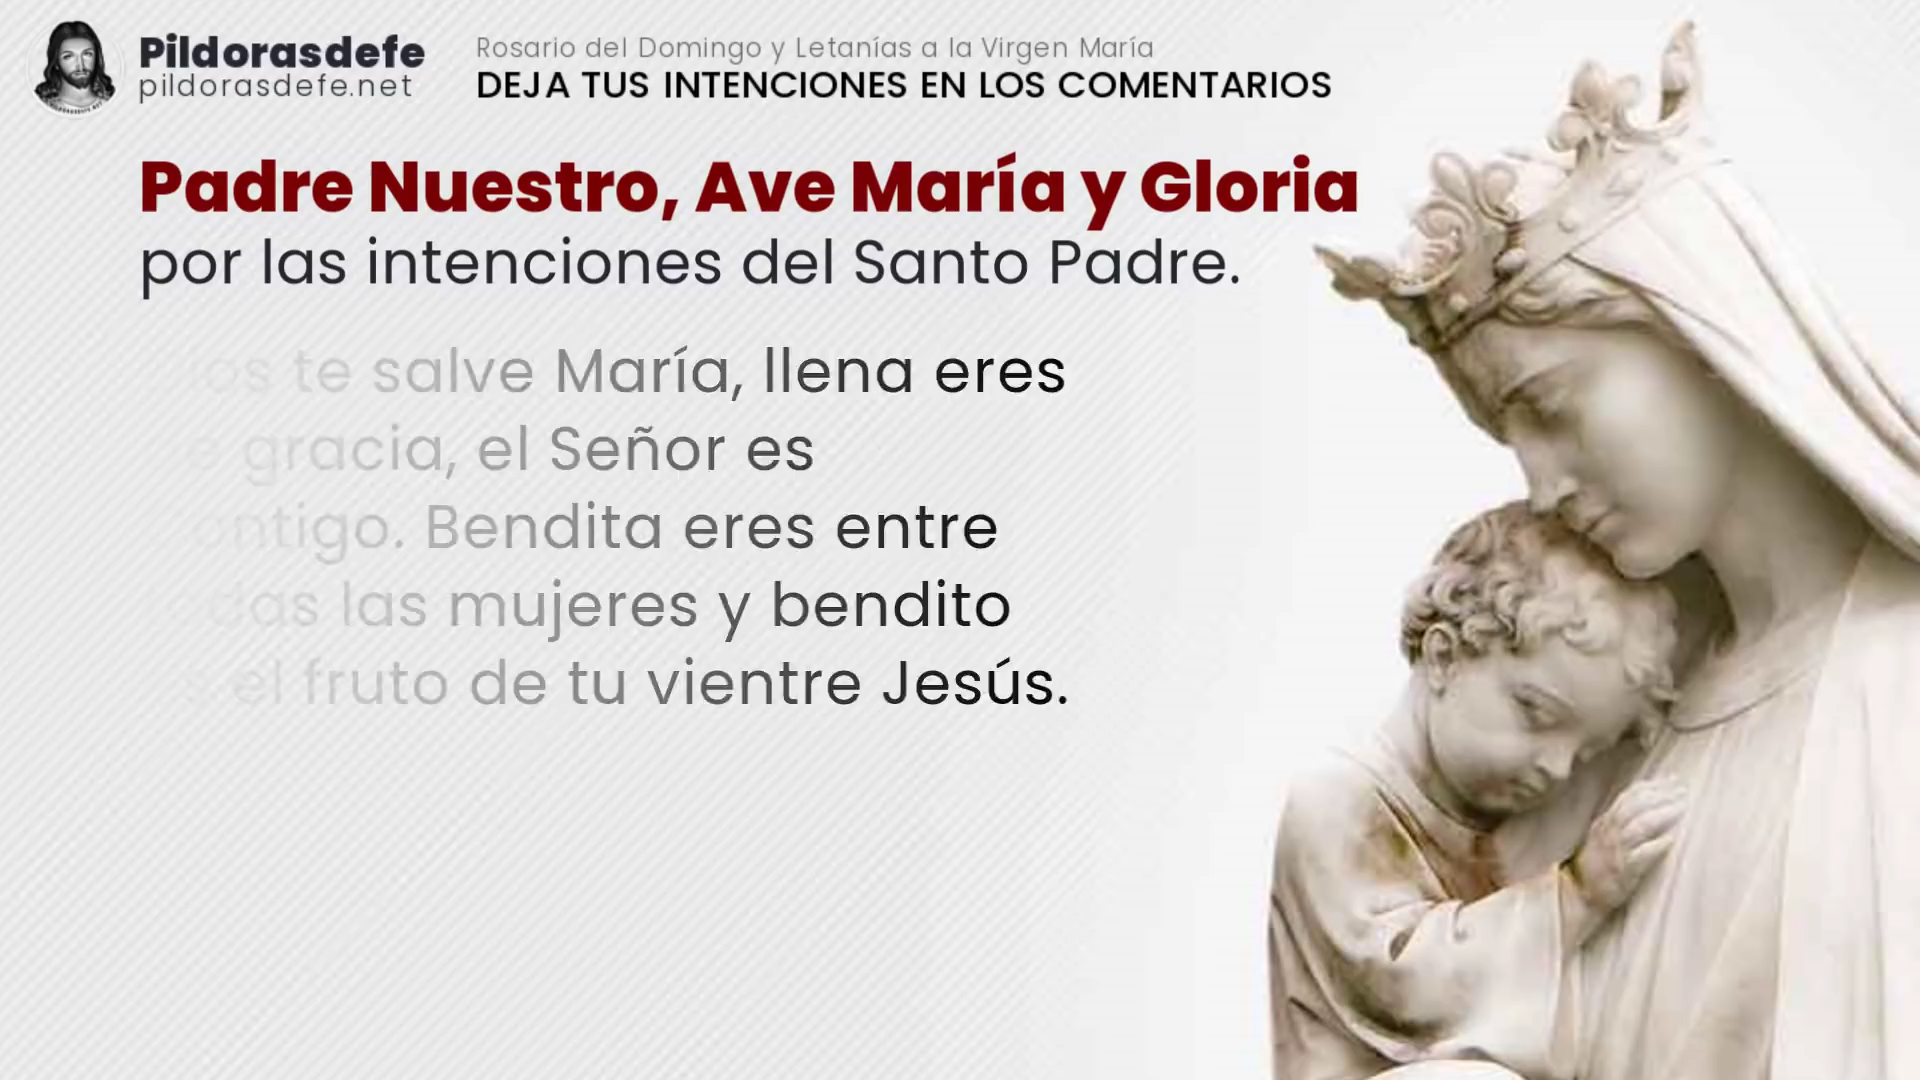 Pildorasdefe
pildorasdefe.net
Rosario del Domingo y Letanías a la Virgen María
DEJA TUS INTENCIONES EN LOS COMENTARIOS
Padre Nuestro, Ave María y Gloria
por las intenciones del Santo Padre.
te salve María, llena eres
gracia, el Señor es
Bendita eres entre
las mujeres y bendito
el fruto de tu vientre Jesús.